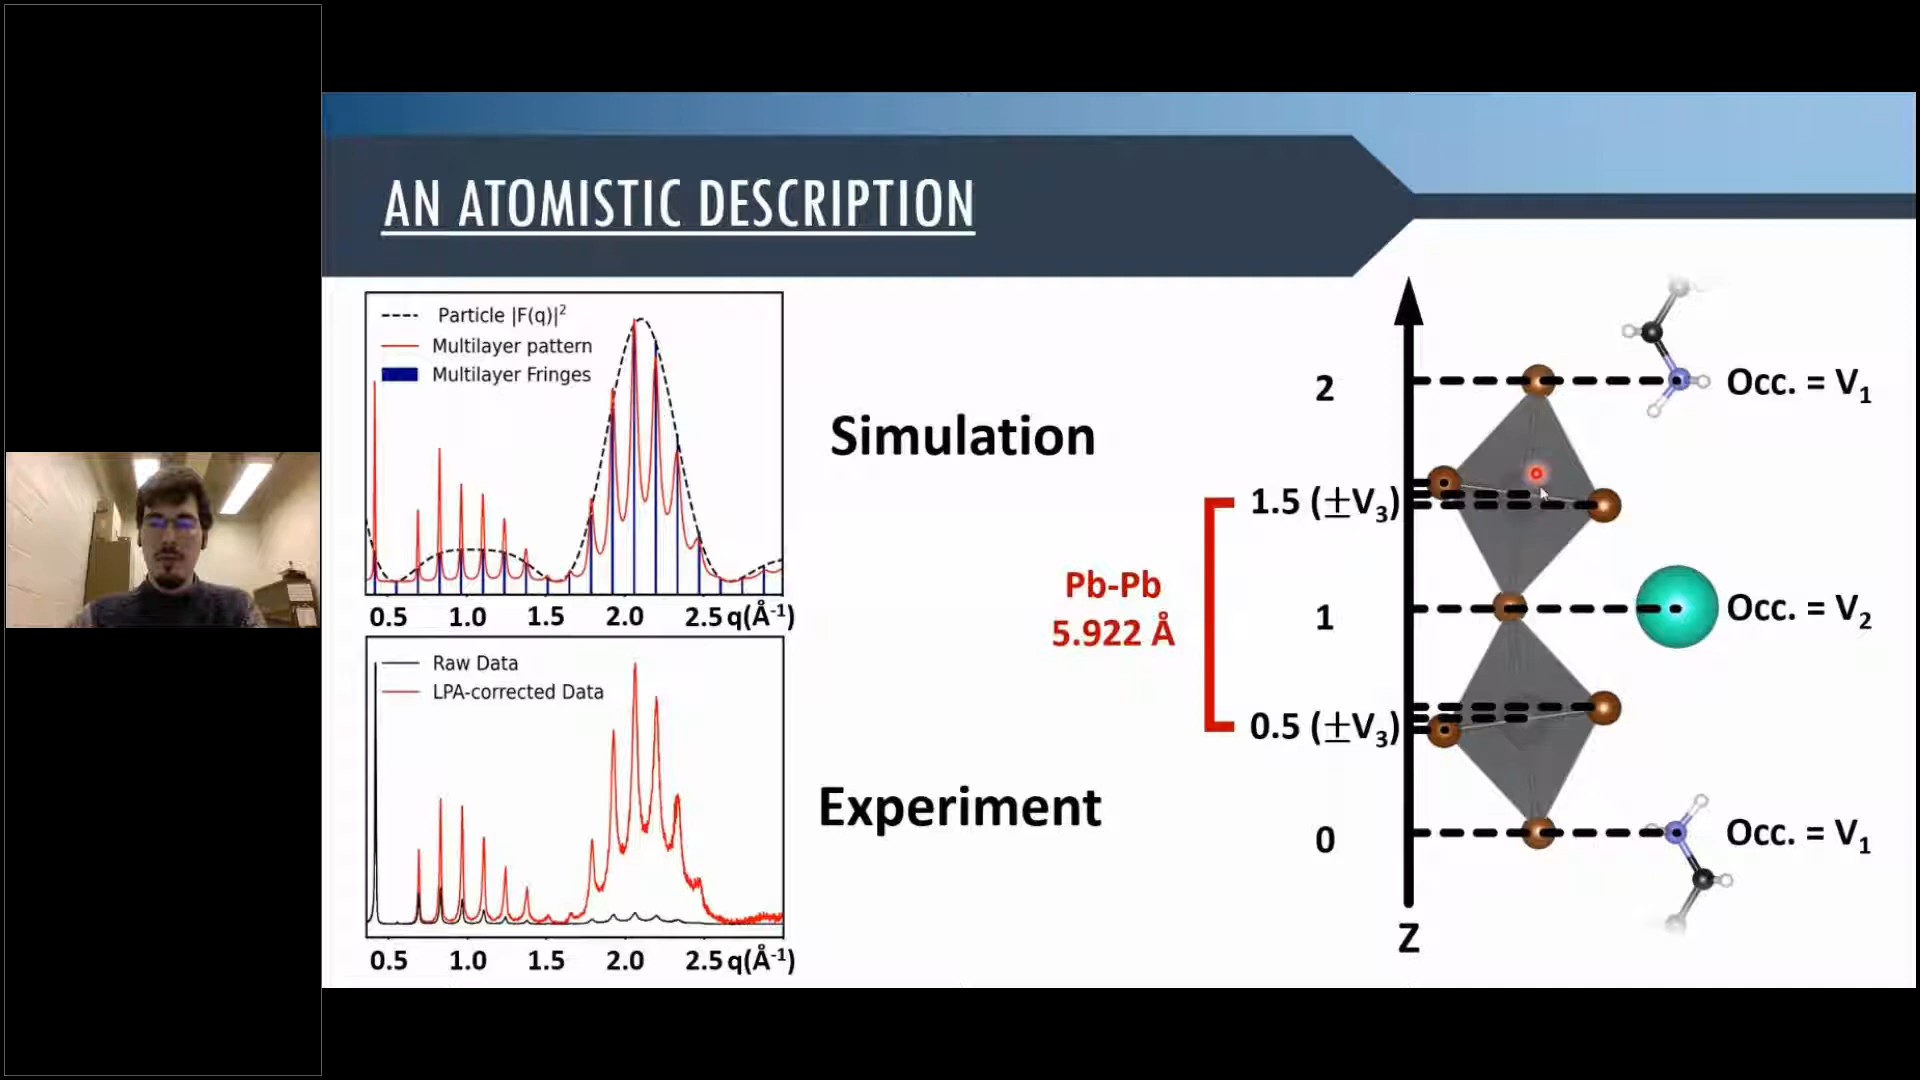 AN ATOMISTIC DESCRIPTION
Particle |F(q)|²
Multilayer pattern
Multilayer Fringes
0.5 1.0 1.5 2.0 2.5 q(Å⁻¹)
Simulation
Raw Data
LPA-corrected Data
0.5 1.0 1.5 2.0 2.5 q(Å⁻¹)
Experiment
Pb-Pb
5.922 Å
2
1.5 (±V₃)
1
0.5 (±V₃)
0
Z
Occ. = V₁
Occ. = V₂
Occ. = V₁